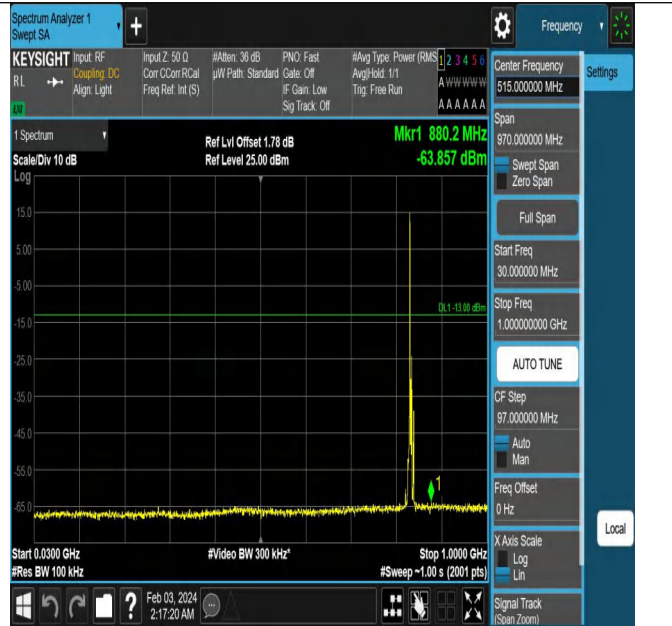 Spectrum Analyzer 1
Swept SA
+
Frequency
KEYSIGHT
RL
LXI
Input: RF
Coupling: DC
Align: Light
Input Z: 50 Ω
Corr CCorr RCal
Freq Ref: Int (S)
#Atten: 36 dB
µW Path: Standard
PNO: Fast
Gate: Off
IF Gain: Low
Sig Track: Off
#Avg Type: Power (RMS
Avg|Hold: 1/1
Trig: Free Run
1 2 3 4 5 6
A W W W W W
A A A A A A
1 Spectrum
Scale/Div 10 dB
Log
Ref Lvl Offset 1.78 dB
Ref Level 25.00 dBm
Mkr1 880.2 MHz
-63.857 dBm
15.0
5.00
-5.00
DL1 -13.00 dBm
-15.0
-25.0
-35.0
-45.0
-55.0
1
-65.0
Start 0.0300 GHz
#Res BW 100 kHz
#Video BW 300 kHz*
Stop 1.0000 GHz
#Sweep ~1.00 s (2001 pts)
?
Feb 03, 2024
2:17:20 AM
Center Frequency
515.000000 MHz
Settings
Span
970.000000 MHz
Swept Span
Zero Span
Full Span
Start Freq
30.000000 MHz
Stop Freq
1.000000000 GHz
AUTO TUNE
CF Step
97.000000 MHz
Auto
Man
Freq Offset
0 Hz
X Axis Scale
Log
Lin
Local
Signal Track
(Span Zoom)